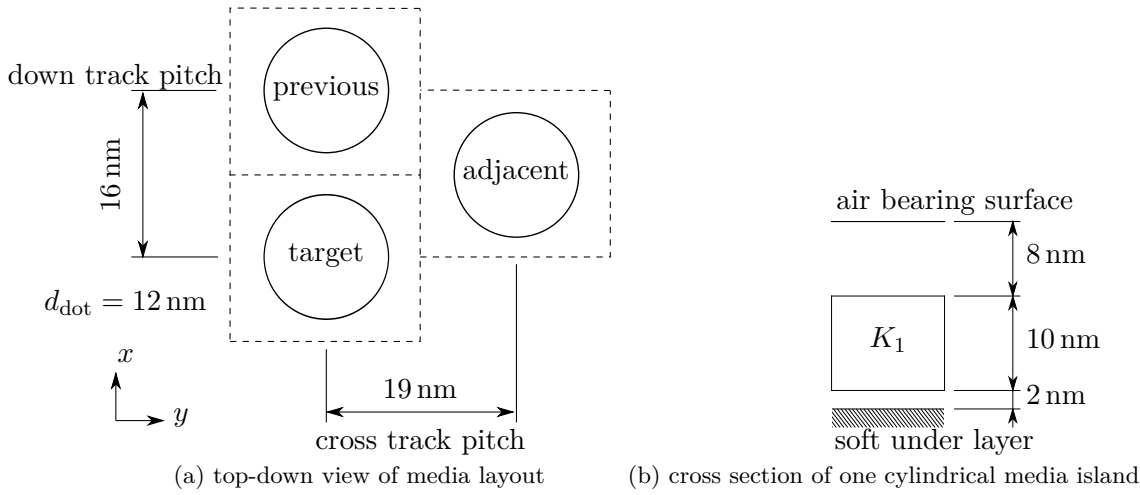 down track pitch
previous
adjacent
16 nm
target
d_dot = 12 nm
x
y
19 nm
cross track pitch
(a) top-down view of media layout
air bearing surface
8 nm
K₁
10 nm
2 nm
soft under layer
(b) cross section of one cylindrical media island